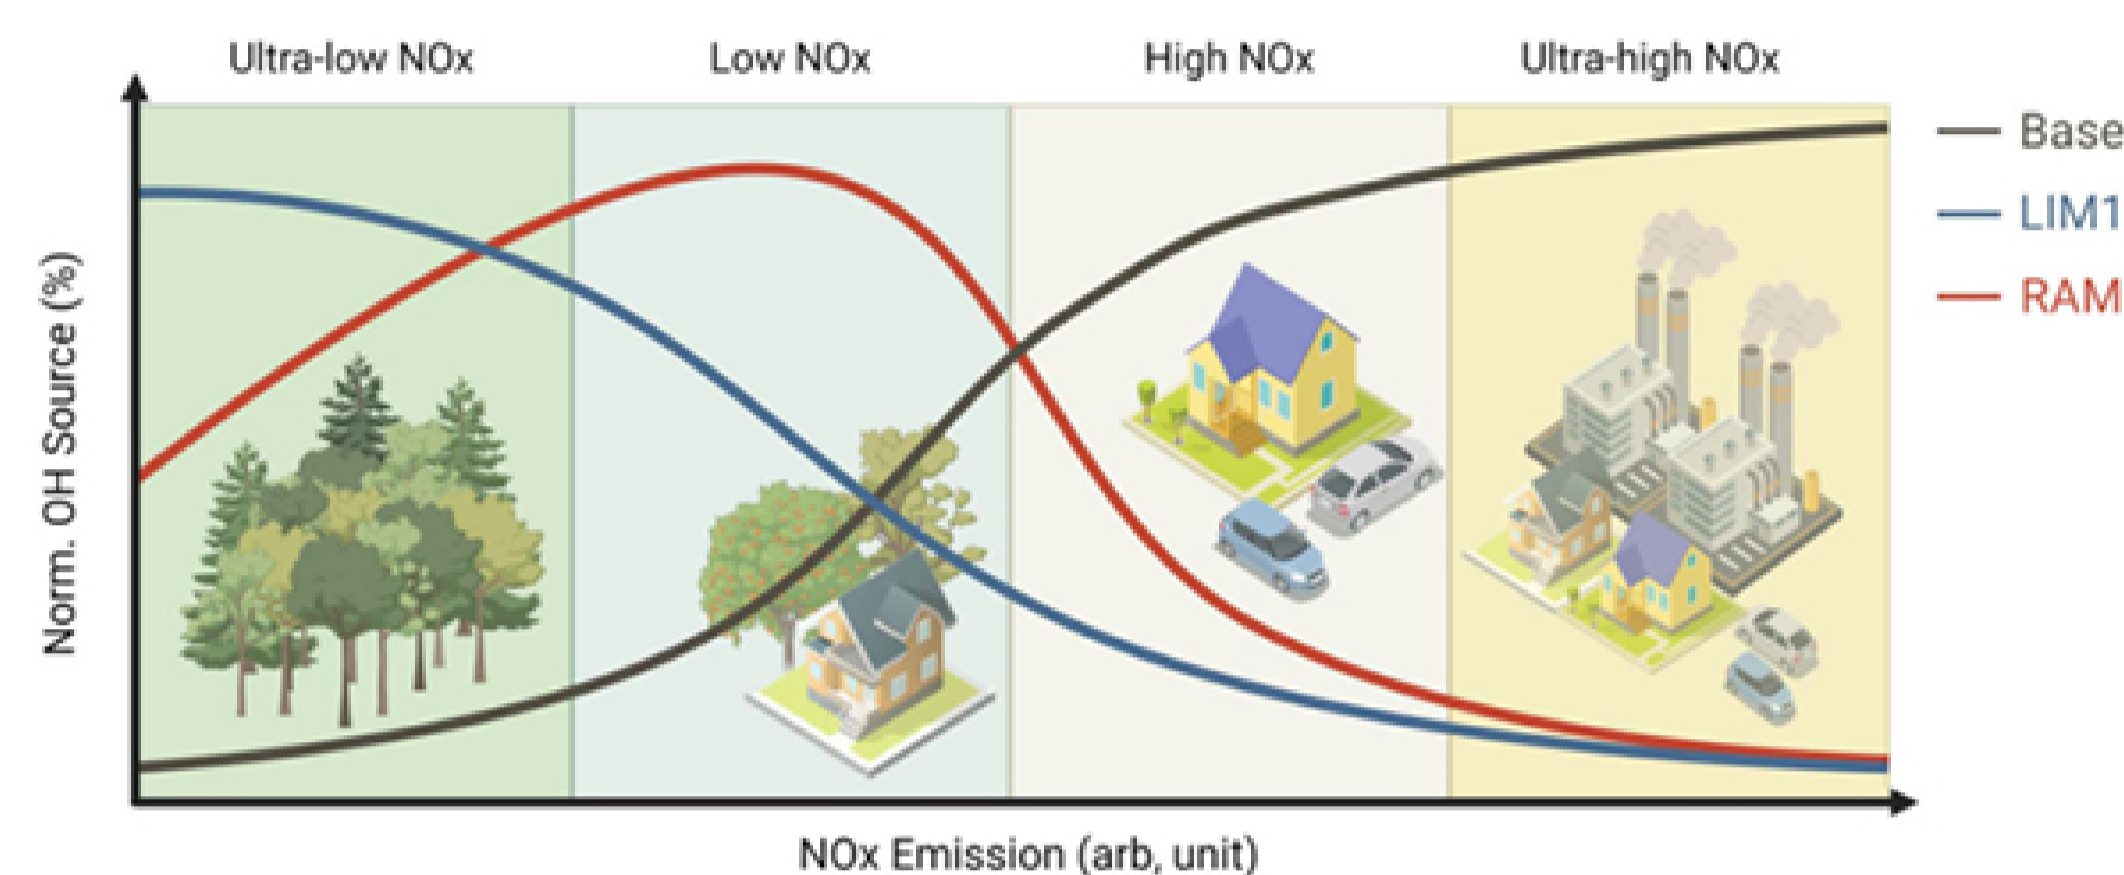 Ultra-low NOx
Low NOx
High NOx
Ultra-high NOx
Base
LIM1
RAM
Norm. OH Source (%)
NOx Emission (arb, unit)